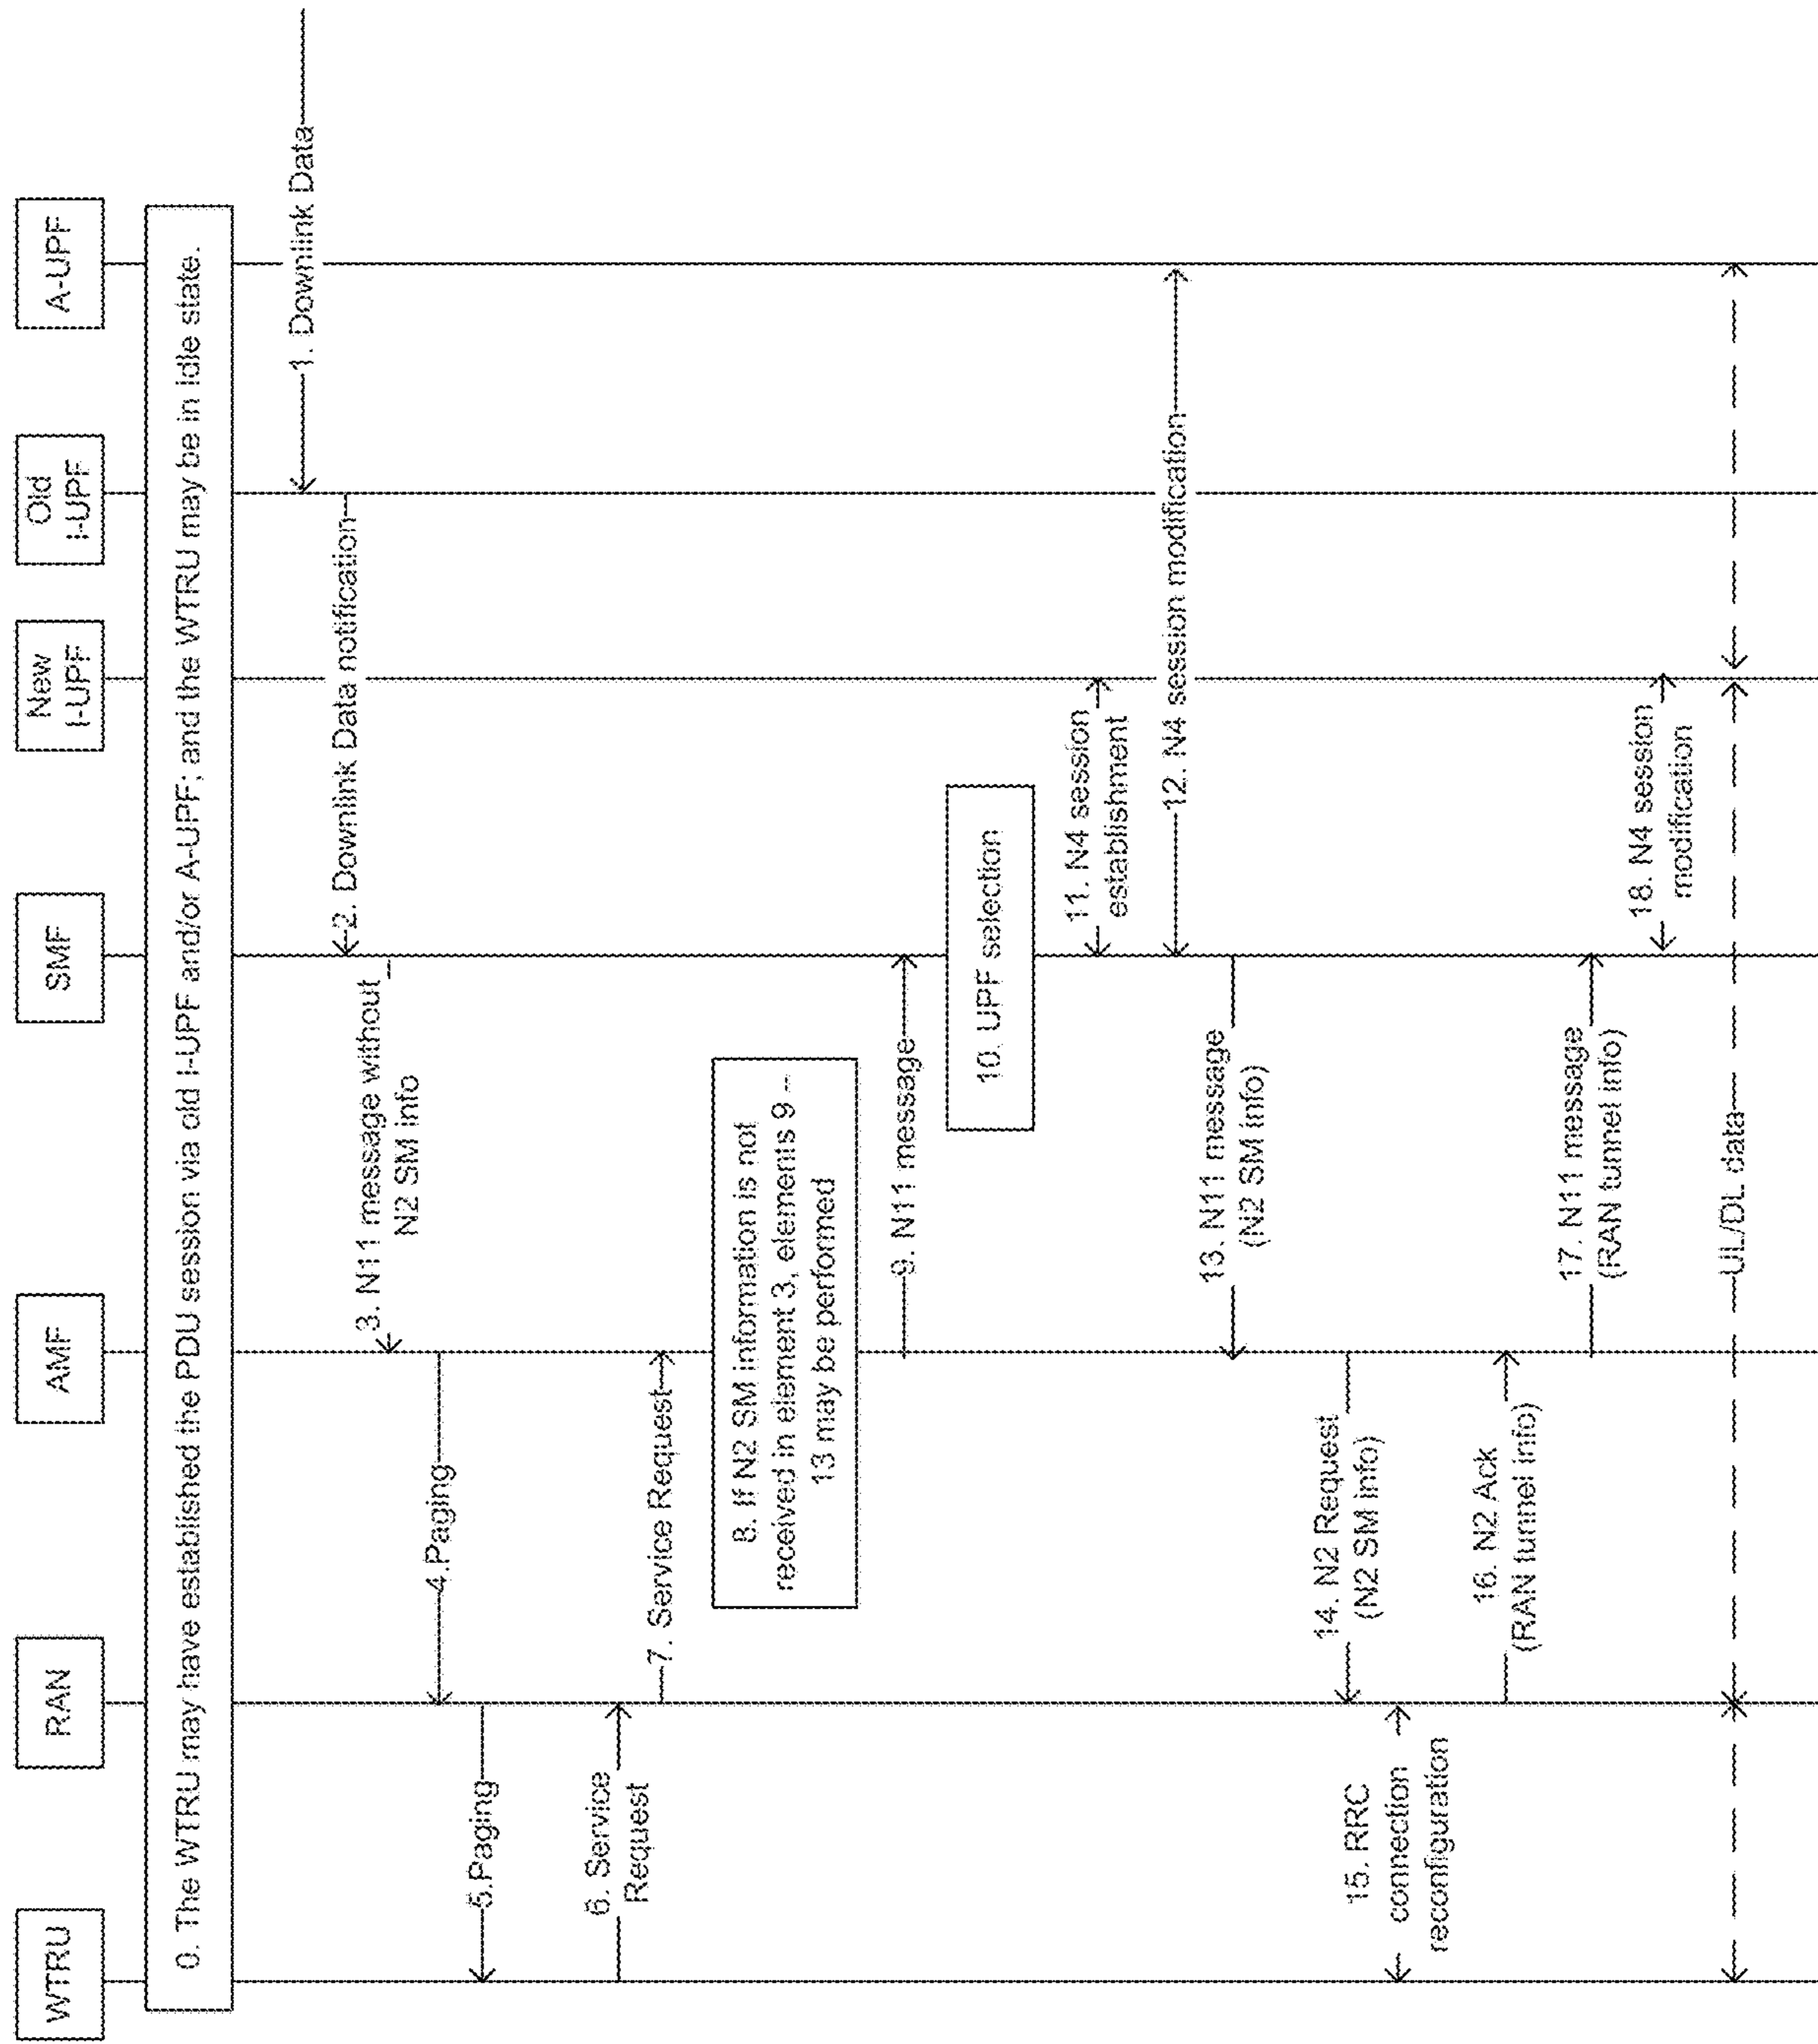 WTRU
RAN
AMF
SMF
New
I-UPF
Old
I-UPF
A-UPF
0. The WTRU may have established the PDU session via old I-UPF and/or A-UPF; and the WTRU may be in Idle state.
1. Downlink Data
2. Downlink Data notification
3. N11 message without
N2 SM info
4.Paging
5.Paging
6. Service
Request
7. Service Request
8. If N2 SM information is not
received in element 3, elements 9 –
13 may be performed
9. N11 message
10. UPF selection
11. N4 session
establishment
12. N4 session modification
13. N11 message
(N2 SM info)
14. N2 Request
(N2 SM info)
15. RRC
connection
reconfiguration
16. N2 Ack
(RAN tunnel info)
17. N11 message
(RAN tunnel info)
18. N4 session
modification
UL/DL data